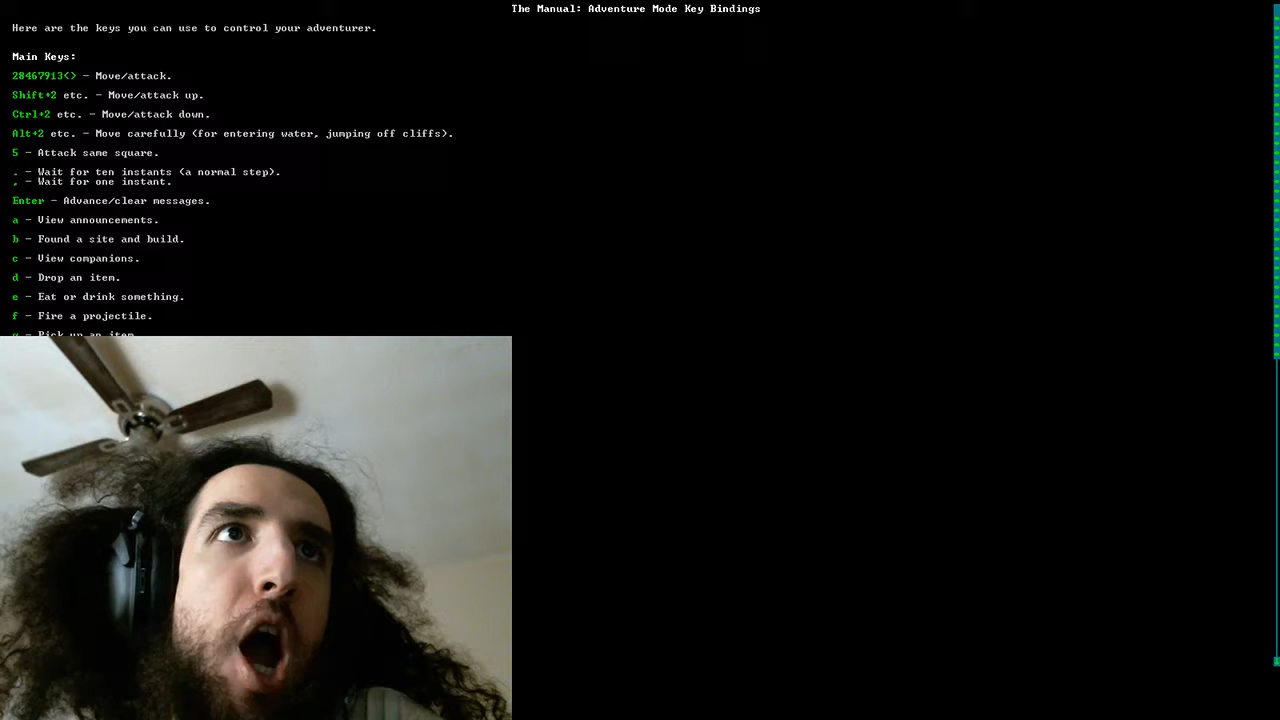 The Manual: Adventure Mode Key Bindings
Here are the keys you can use to control your adventurer.
Main Keys:
28467913<> - Move/attack.
Shift+2 etc. - Move/attack up.
Ctrl+2 etc. - Move/attack down.
Alt+2 etc. - Move carefully (for entering water, jumping off cliffs).
5 - Attack same square.
. - Wait for ten instants (a normal step).
, - Wait for one instant.
Enter - Advance/clear messages.
a - View announcements.
b - Found a site and build.
c - View companions.
d - Drop an item.
e - Eat or drink something.
f - Fire a projectile.
g - Pick up an item.